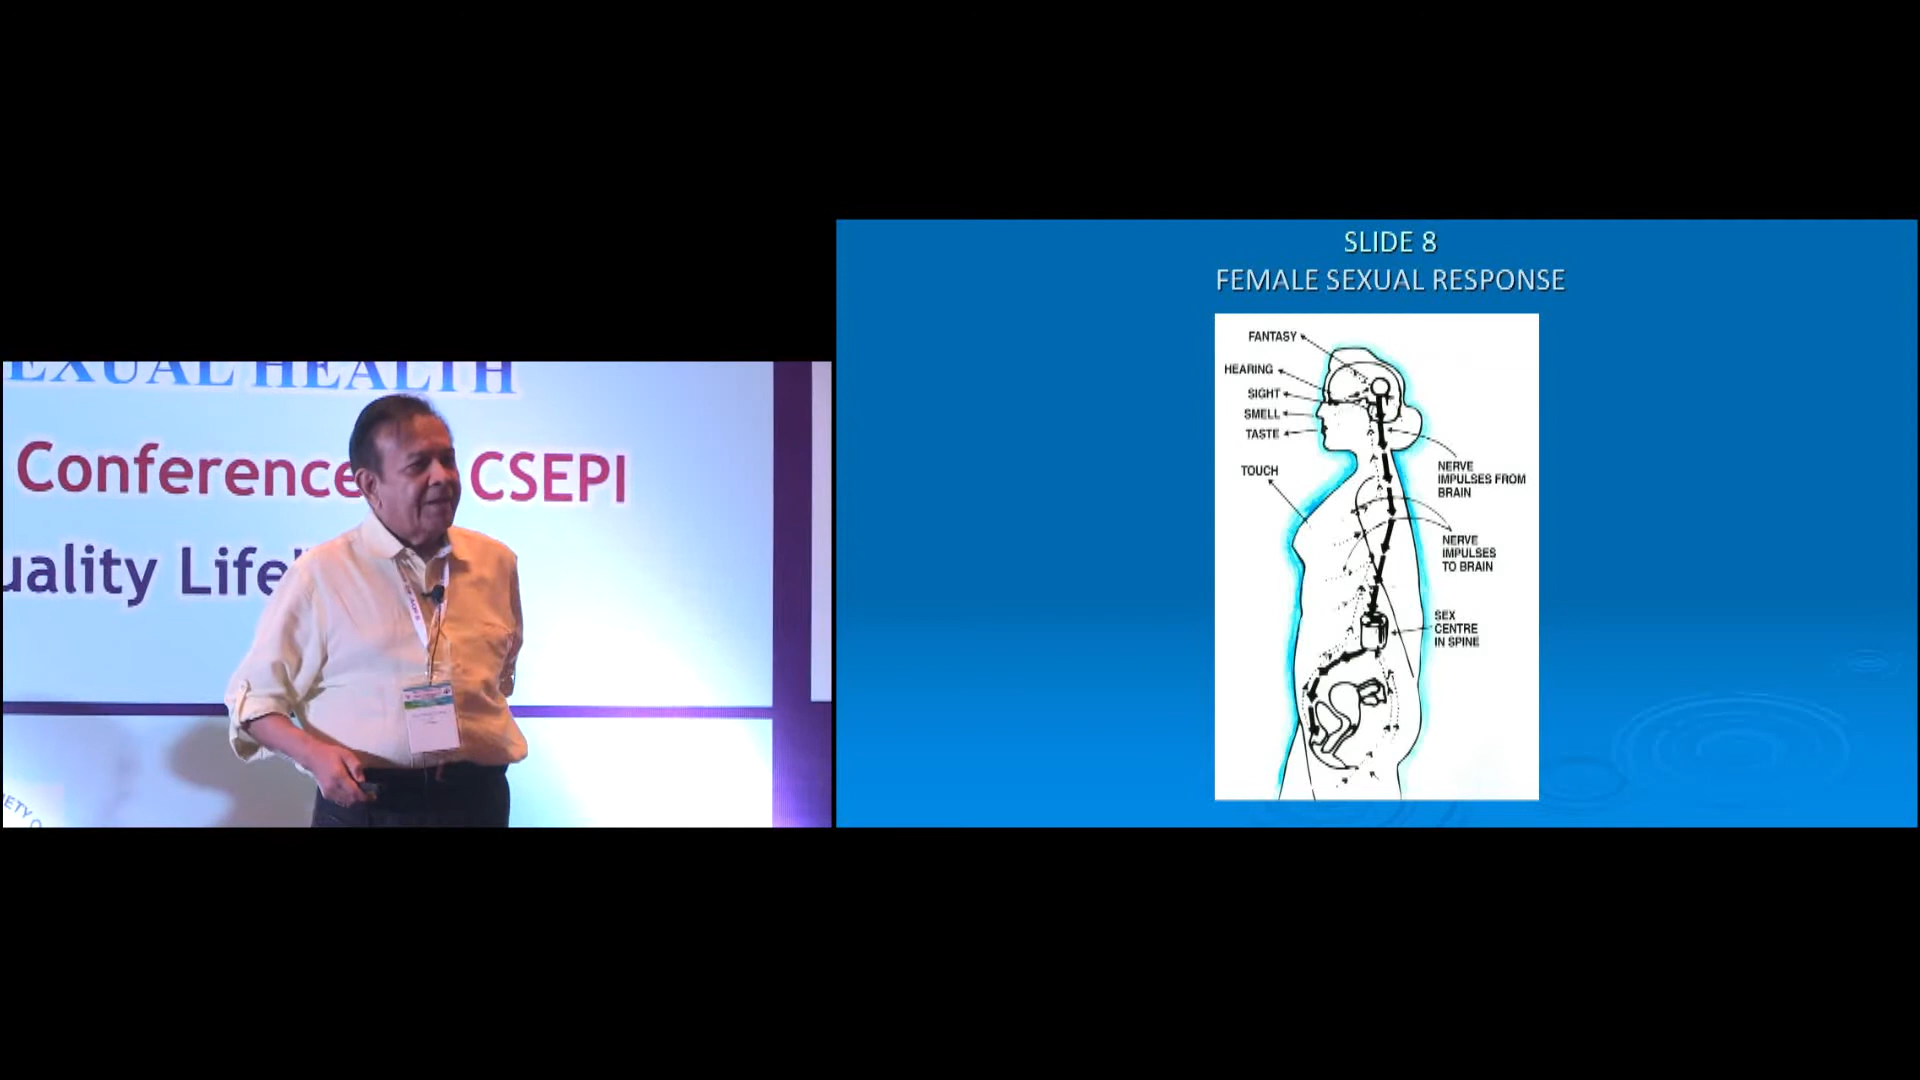 EXUAL HEALTH
Conference
CSEPI
uality Life"
IETY O
SLIDE 8
FEMALE SEXUAL RESPONSE
FANTASY
HEARING
SIGHT
SMELL
TASTE
TOUCH
NERVE
IMPULSES FROM
BRAIN
NERVE
IMPULSES
TO BRAIN
SEX
CENTRE
IN SPINE